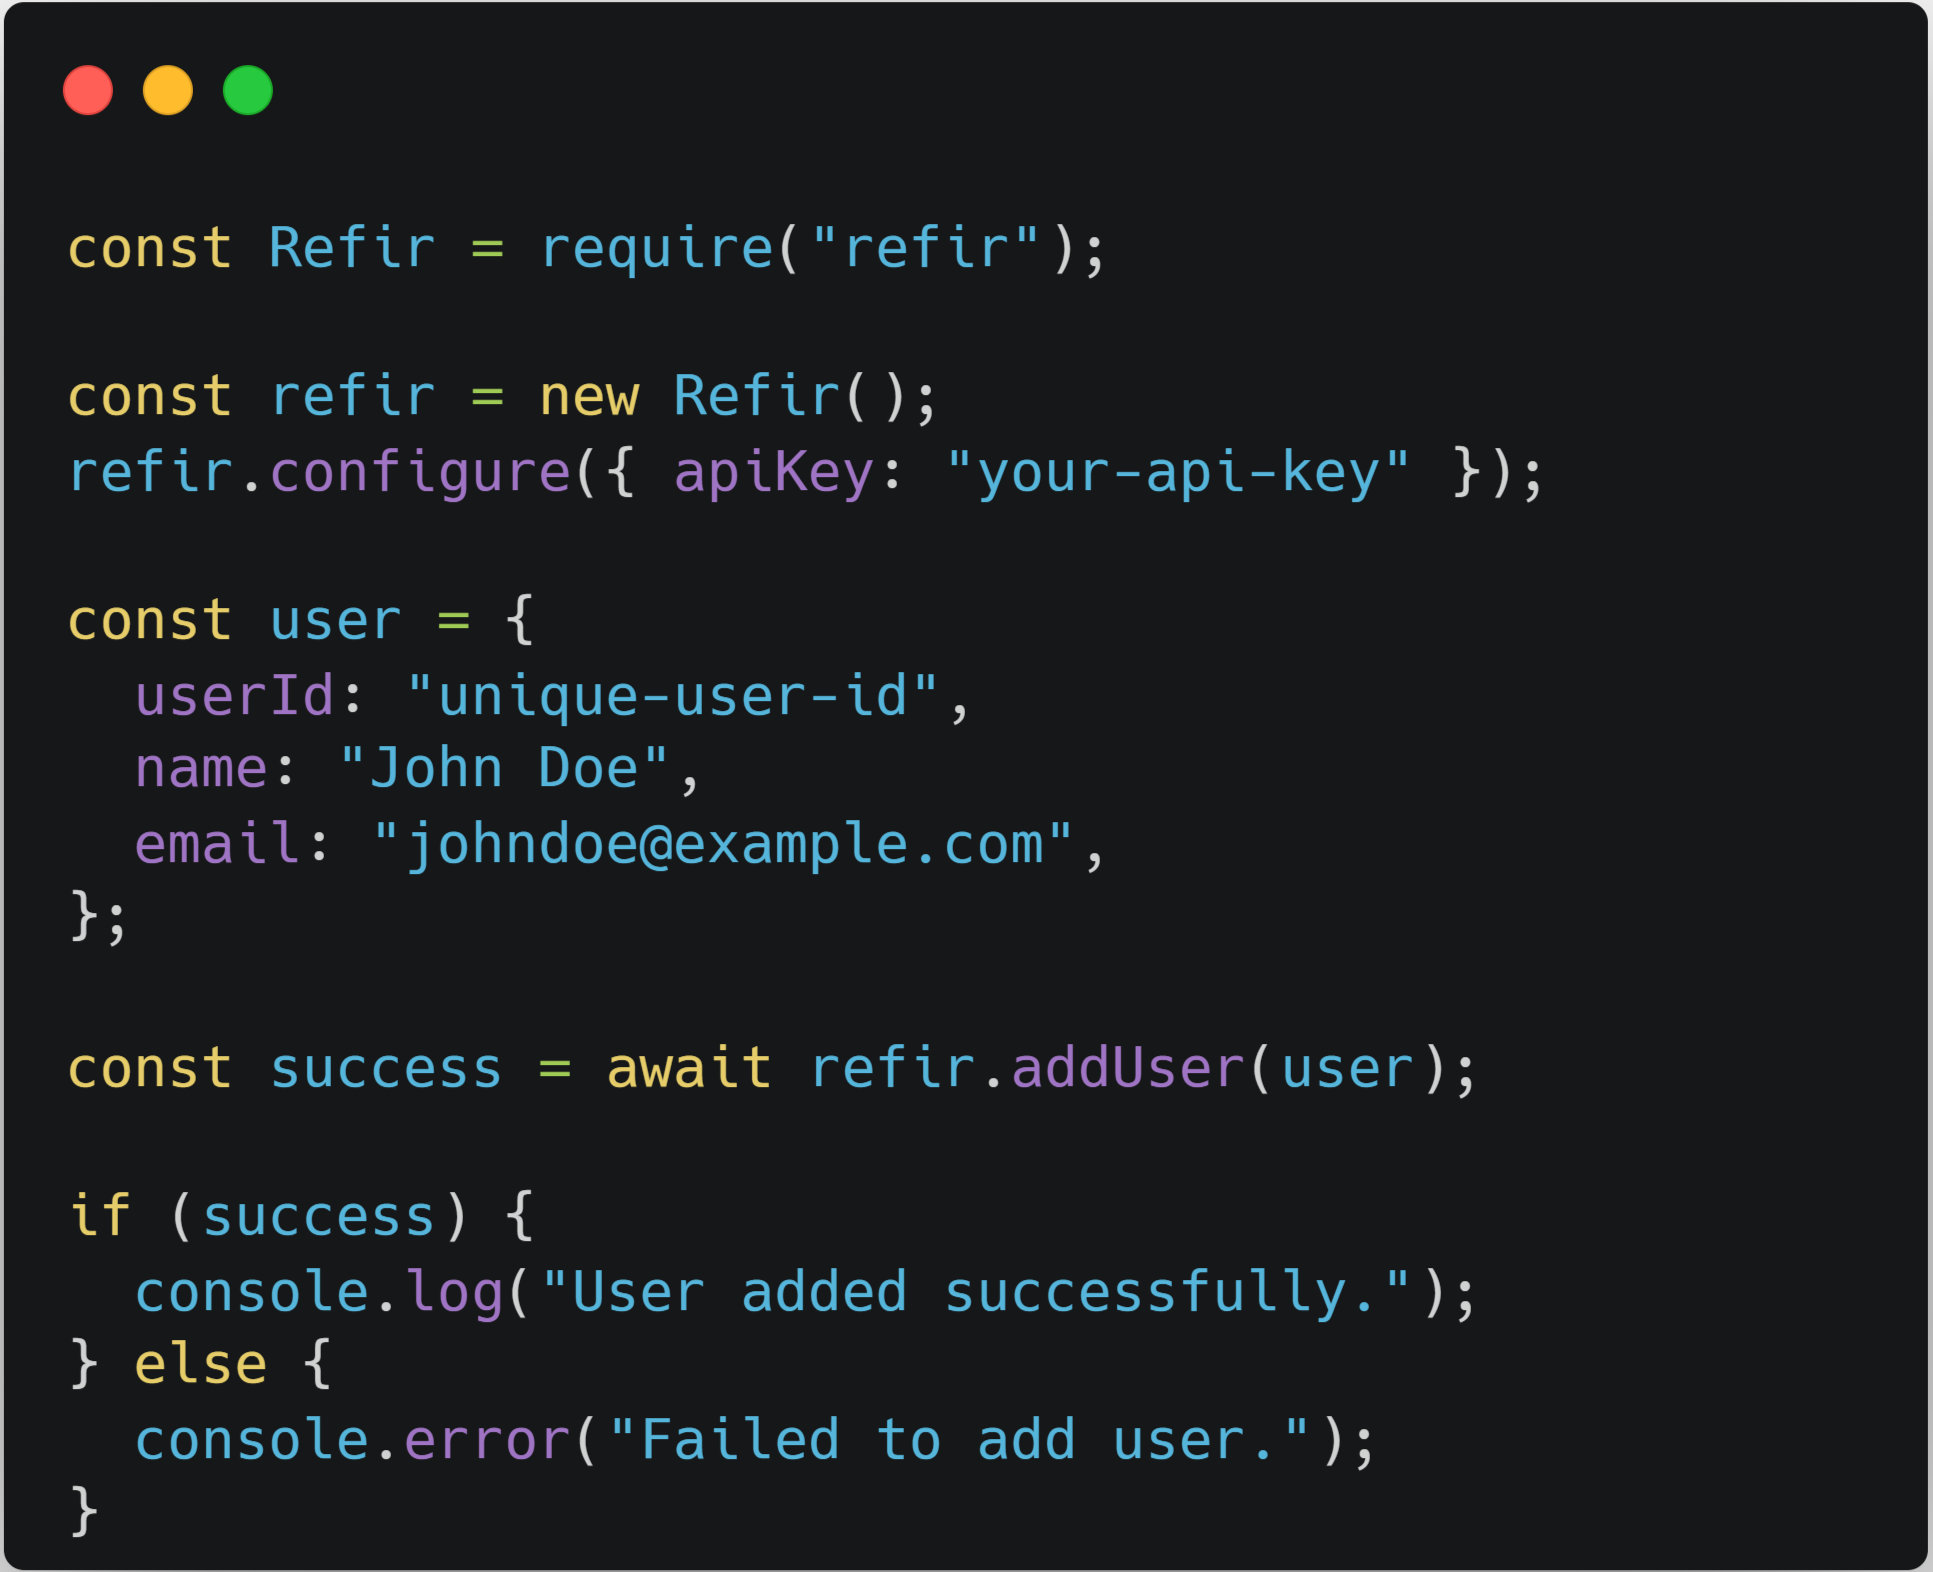 const Refir = require("refir");

const refir = new Refir();
refir.configure({ apiKey: "your-api-key" });

const user = {
  userId: "unique-user-id",
  name: "John Doe",
  email: "johndoe@example.com",
};

const success = await refir.addUser(user);

if (success) {
  console.log("User added successfully.");
} else {
  console.error("Failed to add user.");
}